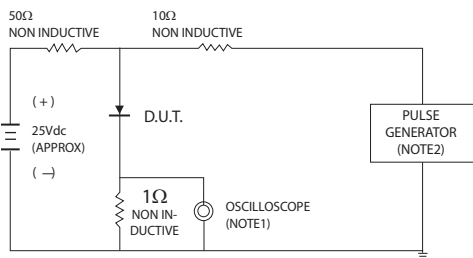 50Ω
NON INDUCTIVE
10Ω
NON INDUCTIVE
(+)
25Vdc
(APPROX)
(—)
D.U.T.
1Ω
NON IN-
DUCTIVE
OSCILLOSCOPE
(NOTE1)
PULSE
GENERATOR
(NOTE2)